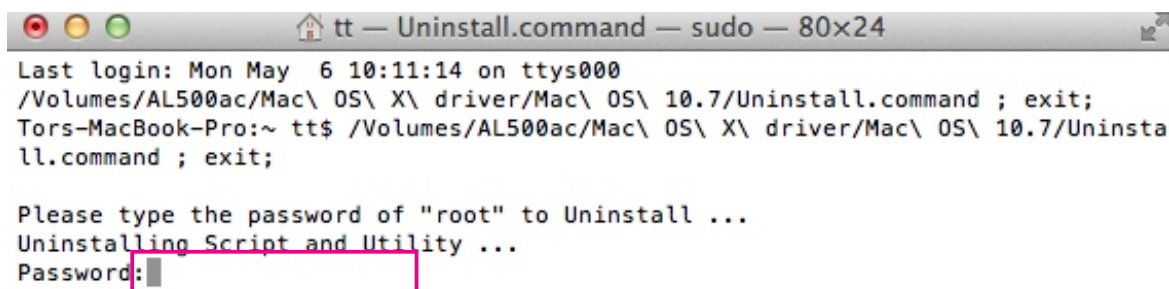 tt — Uninstall.command — sudo — 80×24
Last login: Mon May  6 10:11:14 on ttys000
/Volumes/AL500ac/Mac\ OS\ X\ driver/Mac\ OS\ 10.7/Uninstall.command ; exit;
Tors-MacBook-Pro:~ tt$ /Volumes/AL500ac/Mac\ OS\ X\ driver/Mac\ OS\ 10.7/Uninsta
ll.command ; exit;
Please type the password of "root" to Uninstall ...
Uninstalling Script and Utility ...
Password: